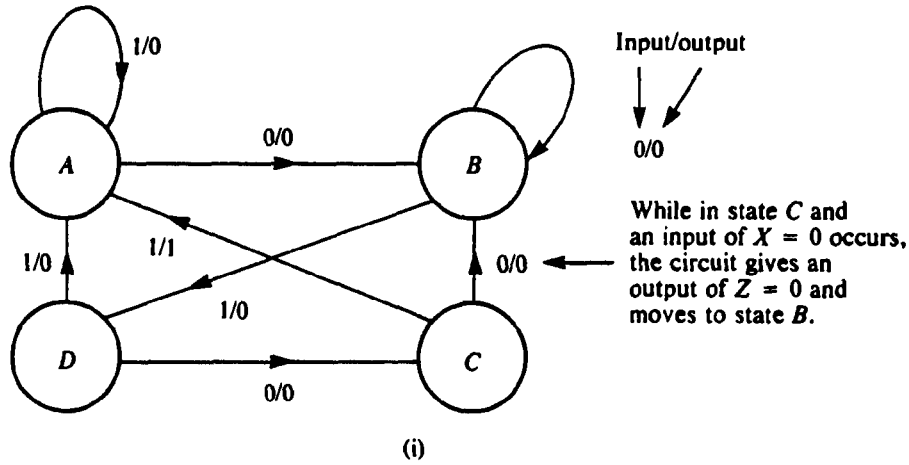 1/0
Input/output
0/0
0/0
A
B
While in state C and
an input of X = 0 occurs,
the circuit gives an
output of Z = 0 and
moves to state B.
1/0
1/1
0/0
1/0
D
C
0/0
(i)